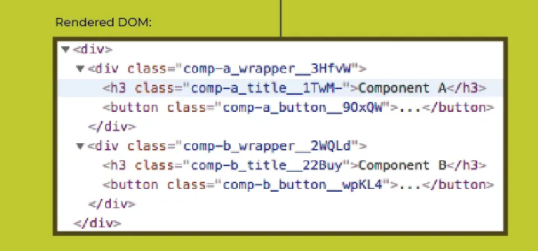 Rendered DOM:
▼<div>
▼<div class="comp-a_wrapper__3HfvW">
<h3 class="comp-a_title__1TwM-">Component A</h3>
<button class="comp-a_button__9OxQW">...</button>
</div>
▼<div class="comp-b_wrapper__2WQLd">
<h3 class="comp-b_title__22Buy">Component B</h3>
<button class="comp-b_button__wpKL4">...</button>
</div>
</div>